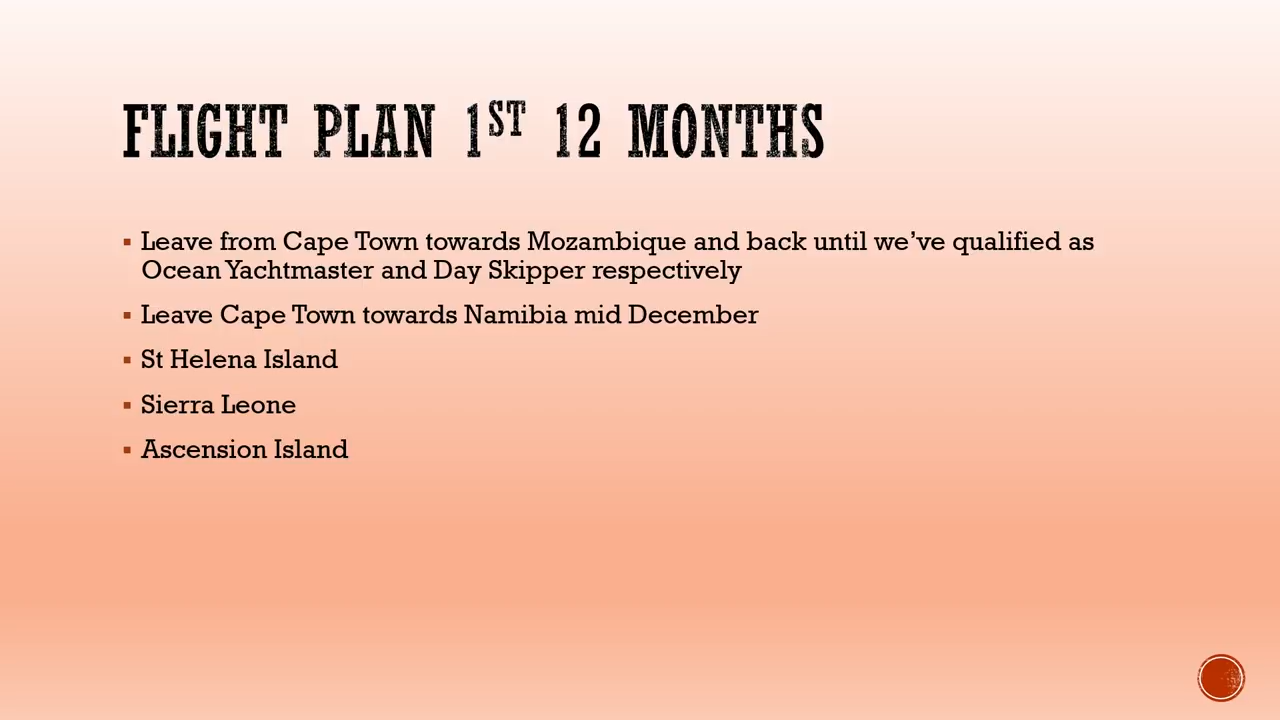 FLIGHT PLAN 1ST 12 MONTHS
Leave from Cape Town towards Mozambique and back until we’ve qualified as
Ocean Yachtmaster and Day Skipper respectively
Leave Cape Town towards Namibia mid December
St Helena Island
Sierra Leone
Ascension Island